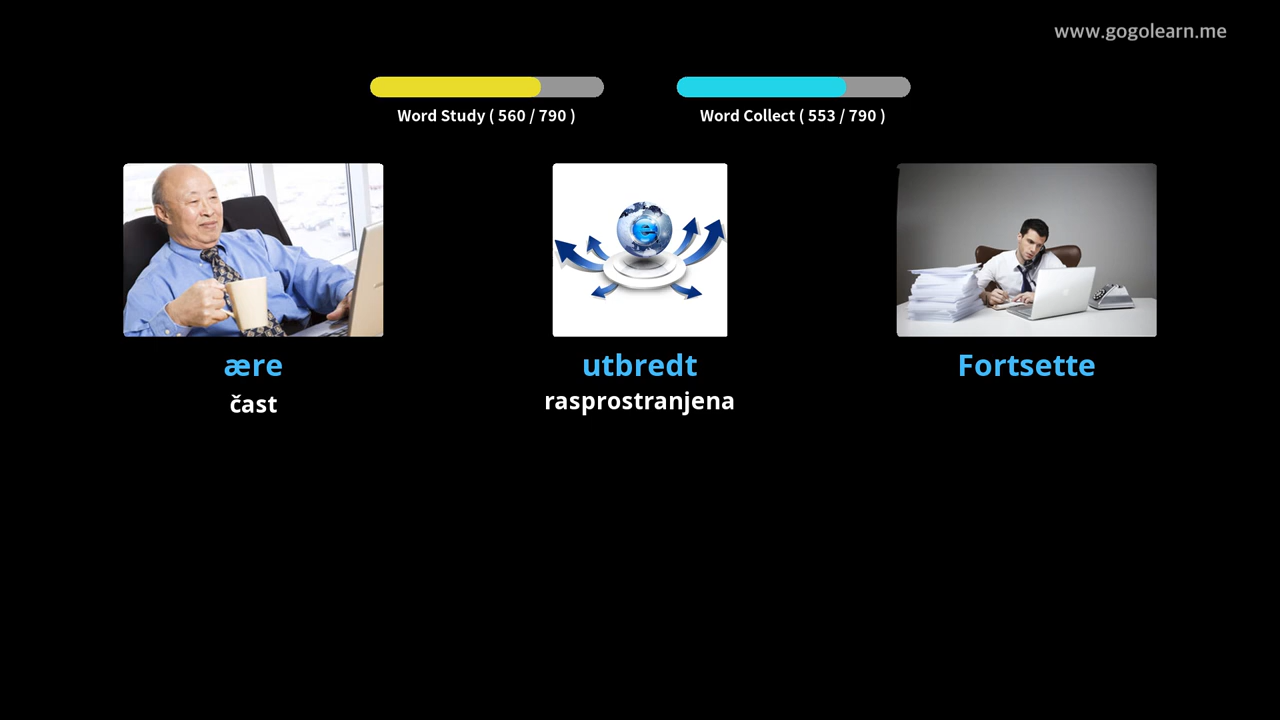 www.gogolearn.me
Word Study ( 560 / 790 )
Word Collect ( 553 / 790 )
e
ære
utbredt
Fortsette
čast
rasprostranjena